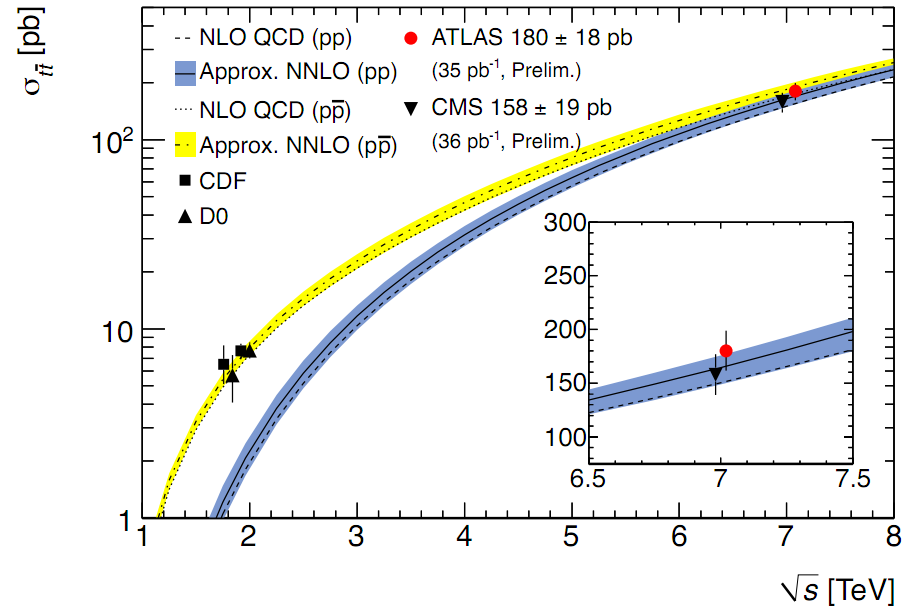 σtt̄ [pb]
NLO QCD (pp)
Approx. NNLO (pp)
NLO QCD (pp̅)
Approx. NNLO (pp̅)
CDF
D0
ATLAS 180 ± 18 pb
(35 pb⁻¹, Prelim.)
CMS 158 ± 19 pb
(36 pb⁻¹, Prelim.)
10²
10
1
300
250
200
150
100
6.5 7 7.5
1 2 3 4 5 6 7 8
√s [TeV]